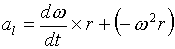 a_l = dω/dt × r + (−ω²r)